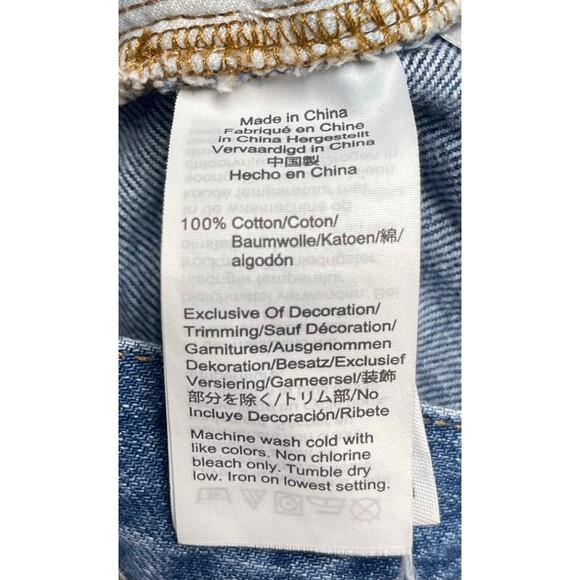 Made in China
Fabriqué en Chine
in China Hergestellt
Vervaardigd in China
中国製
Hecho en China
100% Cotton/Coton/
Baumwolle/Katoen/綿/
algodón
Exclusive Of Decoration/
Trimming/Sauf Décoration/
Garnitures/Ausgenommen
Dekoration/Besatz/Exclusief
Versiering/Garneersel/装飾
部分を除く/トリム部/No
Incluye Decoración/Ribete
Machine wash cold with
like colors. Non chlorine
bleach only. Tumble dry
low. Iron on lowest setting.